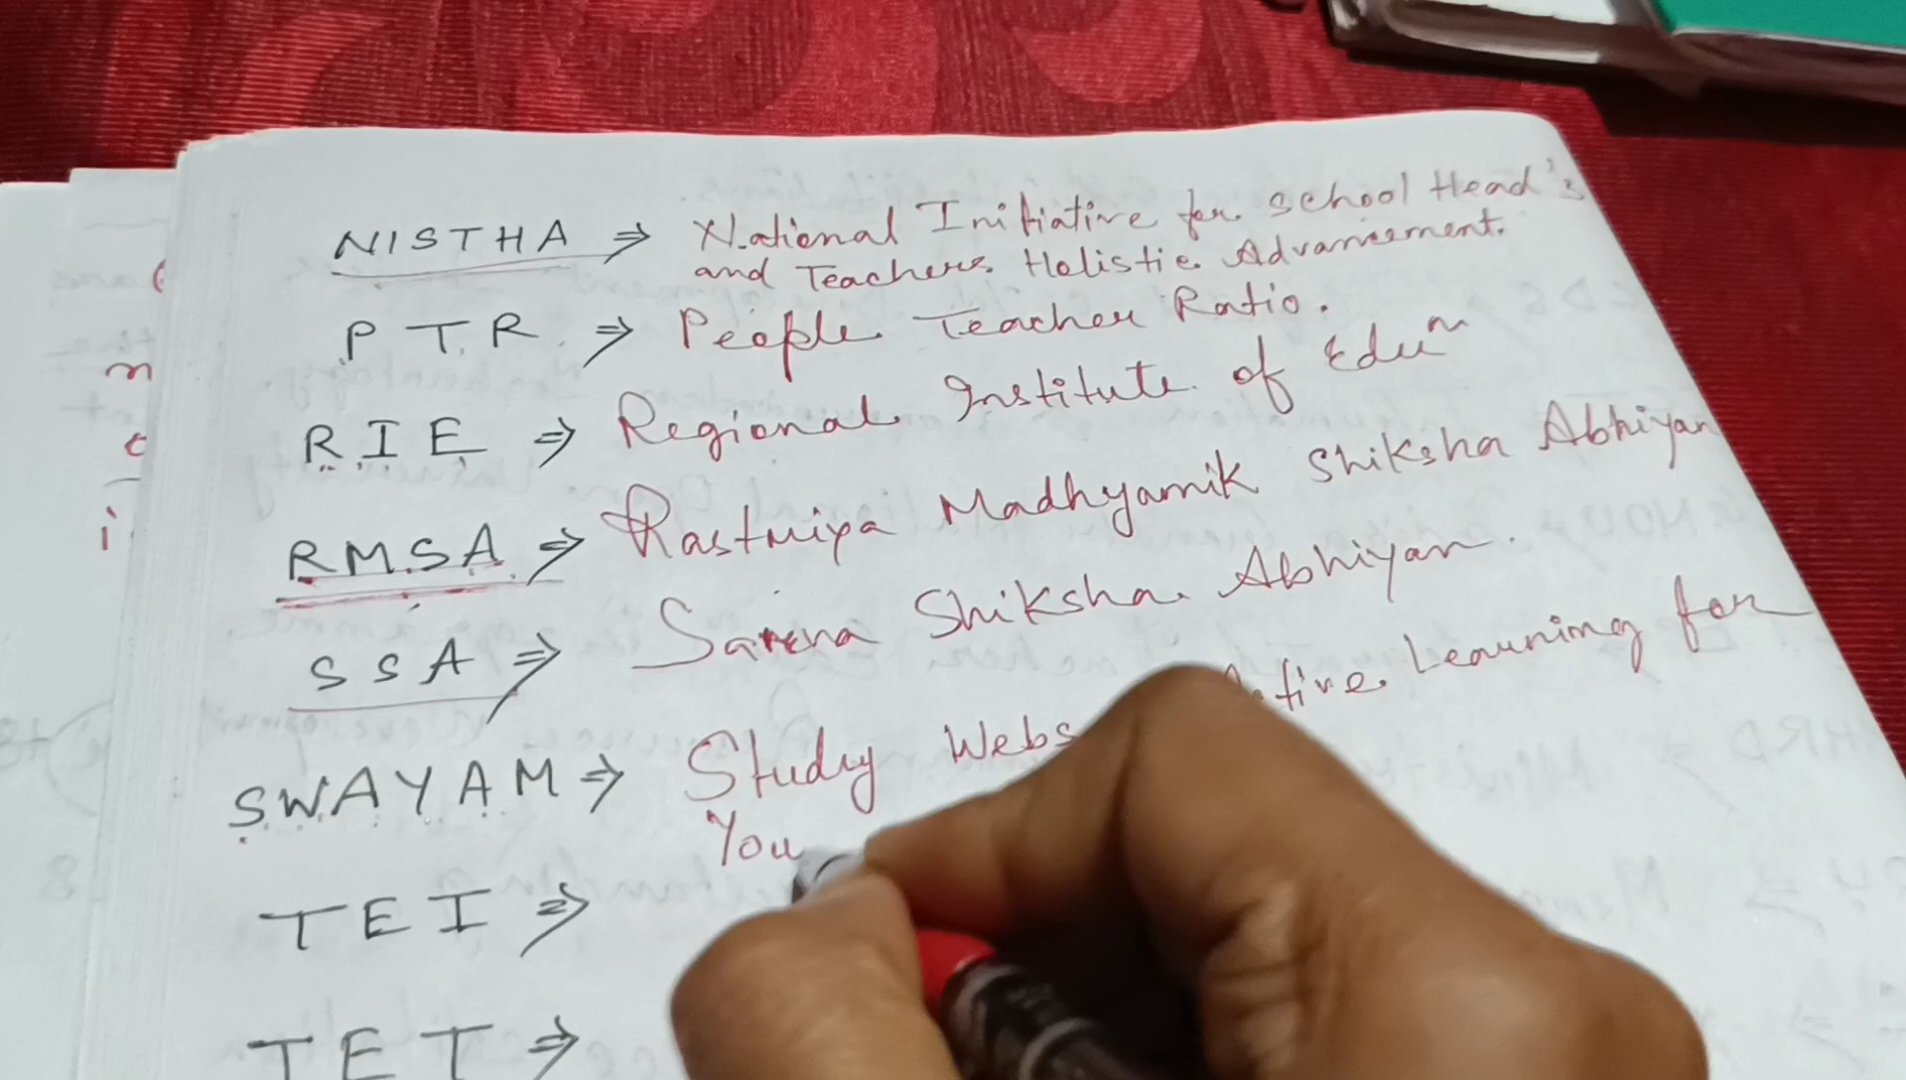 NISTHA ⇒ National Initiative for School Head's
and Teachers Holistic Advancement.
PTR ⇒ People Teacher Ratio.
RIE ⇒ Regional Institute of Edun
RMSA ⇒ Rastriya Madhyamik Shiksha Abhiyan
SSA ⇒ Sarva Shiksha Abhiyan.
SWAYAM ⇒ Study Webs Learning for
You
TEI ⇒
TET ⇒